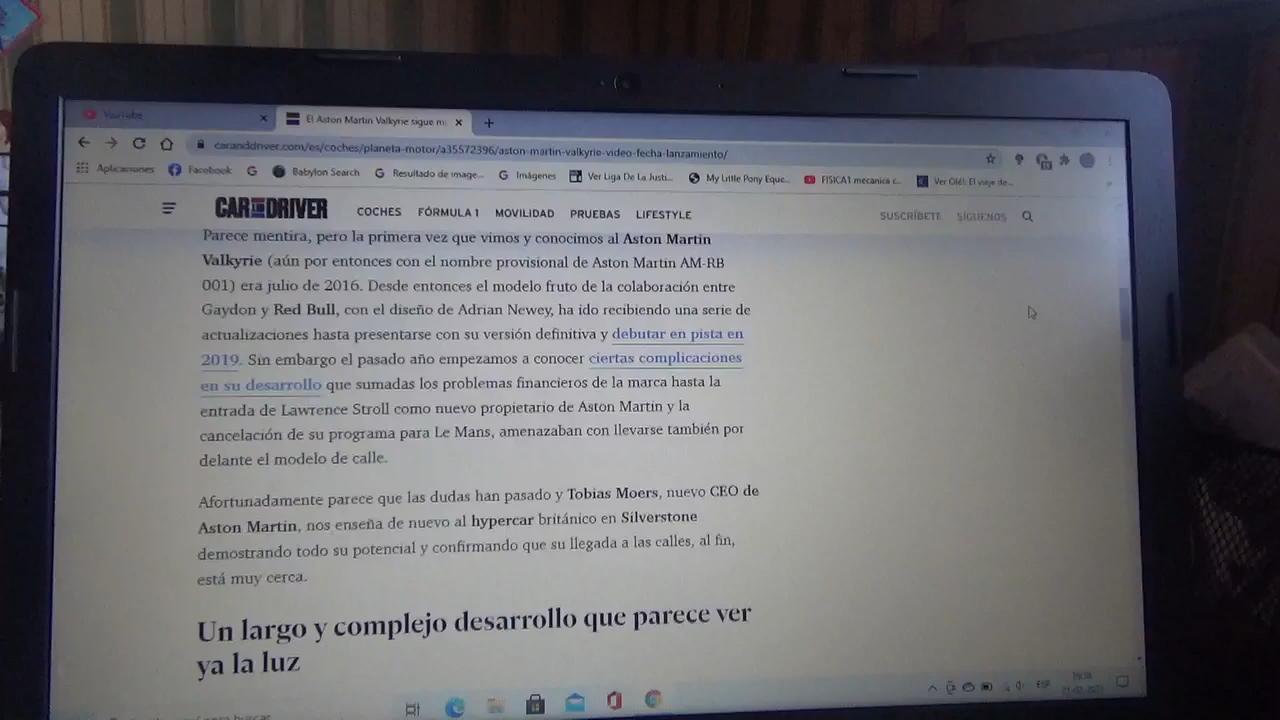 YouTube
El Aston Martin Valkyrie sigue m
caranddriver.com/es/coches/planeta-motor/a35572396/aston-martin-valkyrie-video-fecha-lanzamiento/
Aplicaciones Facebook Babylon Search Resultado de image... Imágenes Ver Liga De La Justi... My Little Pony Eque... FISICA1 mecanica c... Ver Olé!: El viaje de...
CAR AND DRIVER COCHES FÓRMULA 1 MOVILIDAD PRUEBAS LIFESTYLE SUSCRÍBETE SÍGUENOS
Parece mentira, pero la primera vez que vimos y conocimos al Aston Martin
Valkyrie (aún por entonces con el nombre provisional de Aston Martin AM-RB
001) era julio de 2016. Desde entonces el modelo fruto de la colaboración entre
Gaydon y Red Bull, con el diseño de Adrian Newey, ha ido recibiendo una serie de
actualizaciones hasta presentarse con su versión definitiva y debutar en pista en
2019. Sin embargo el pasado año empezamos a conocer ciertas complicaciones
en su desarrollo que sumadas los problemas financieros de la marca hasta la
entrada de Lawrence Stroll como nuevo propietario de Aston Martin y la
cancelación de su programa para Le Mans, amenazaban con llevarse también por
delante el modelo de calle.
Afortunadamente parece que las dudas han pasado y Tobias Moers, nuevo CEO de
Aston Martin, nos enseña de nuevo al hypercar británico en Silverstone
demostrando todo su potencial y confirmando que su llegada a las calles, al fin,
está muy cerca.
Un largo y complejo desarrollo que parece ver
ya la luz
ESP